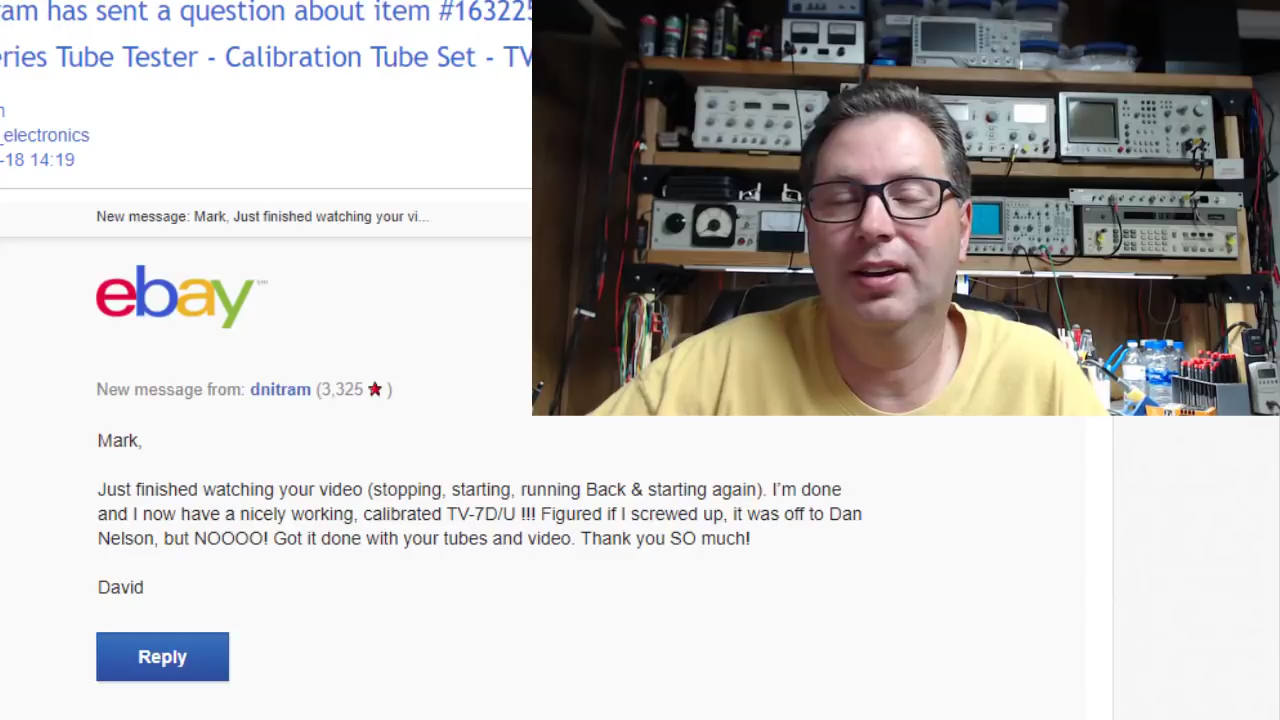 ram has sent a question about item #163225
ries Tube Tester - Calibration Tube Set - TV
_electronics
-18 14:19
New message: Mark, Just finished watching your vi...
ebay™
New message from: dnitram (3,325 ★ )
Mark,
Just finished watching your video (stopping, starting, running Back & starting again). I'm done
and I now have a nicely working, calibrated TV-7D/U !!! Figured if I screwed up, it was off to Dan
Nelson, but NOOOO! Got it done with your tubes and video. Thank you SO much!
David
Reply